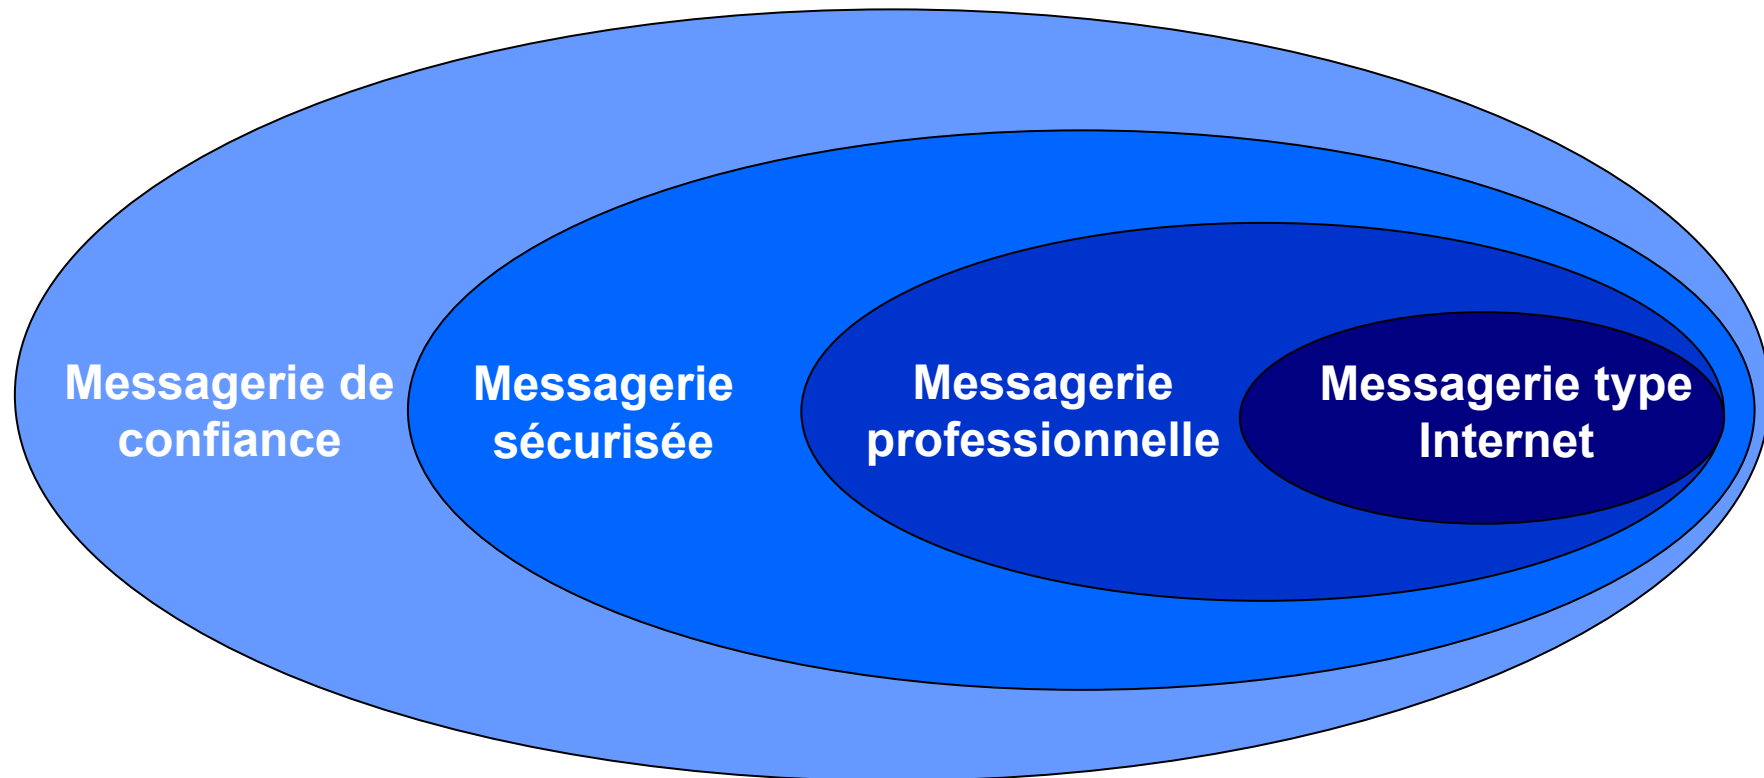 Messagerie de
confiance
Messagerie
sécurisée
Messagerie
professionnelle
Messagerie type
Internet